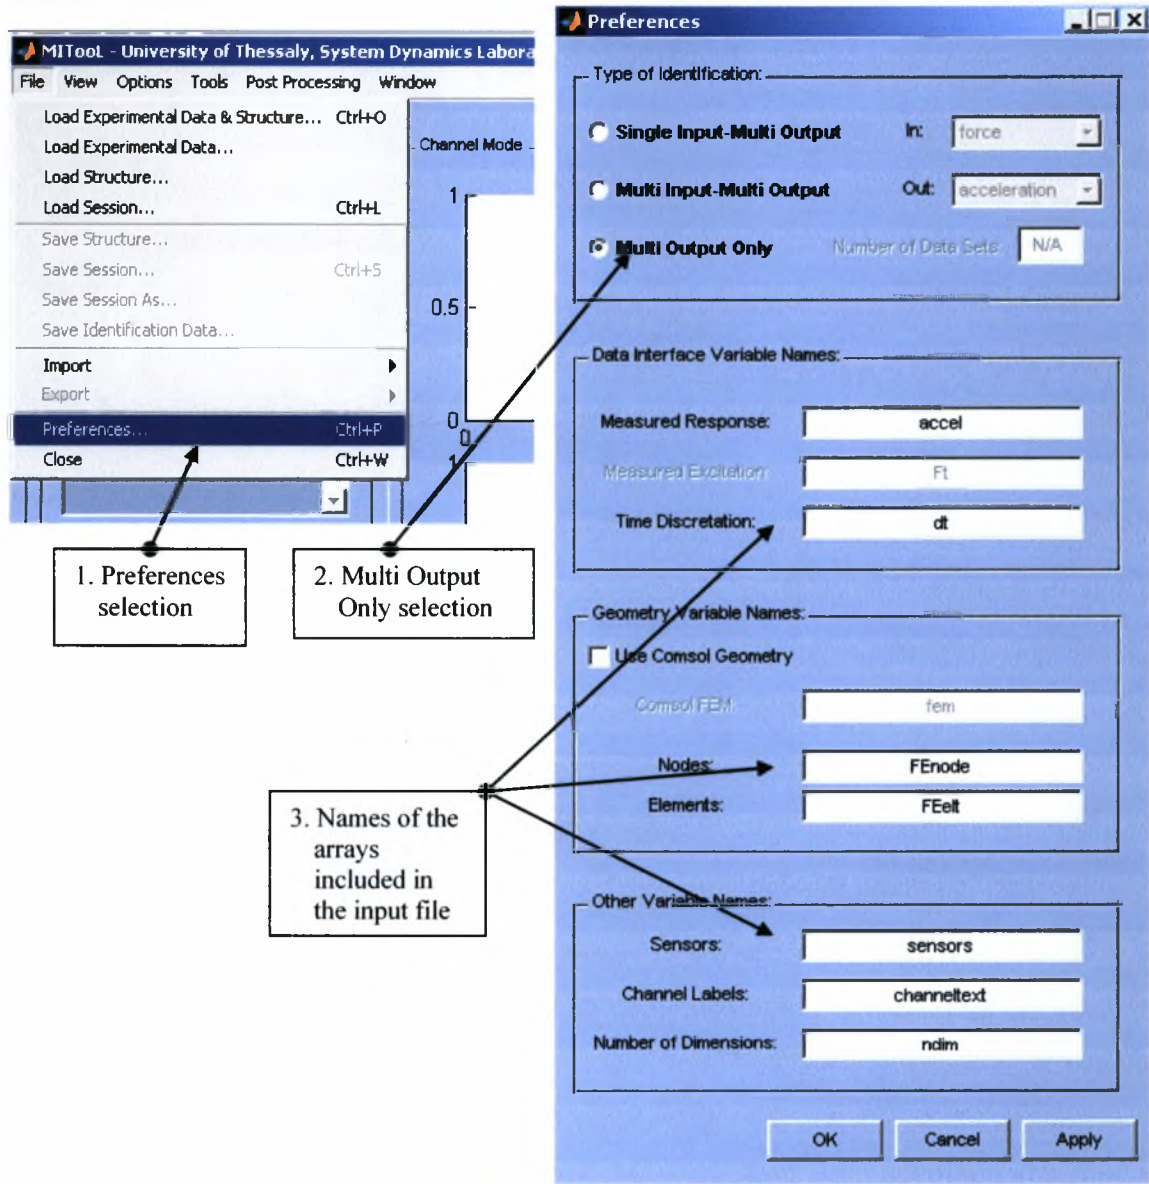 MITooL - University of Thessaly, System Dynamics Labora
File View Options Tools Post Processing Window
Load Experimental Data & Structure... Ctrl+O
Load Experimental Data...
Load Structure...
Load Session... Ctrl+L
Save Structure...
Save Session... Ctrl+S
Save Session As...
Save Identification Data...
Import
Export
Preferences... Ctrl+P
Close Ctrl+W
Channel Mode
1
0.5
0
0
1
1. Preferences
selection
2. Multi Output
Only selection
3. Names of the
arrays
included in
the input file
Preferences
Type of Identification:
Single Input-Multi Output In: force
Multi Input-Multi Output Out: acceleration
Multi Output Only Number of Data Sets: N/A
Data Interface Variable Names:
Measured Response: accel
Measured Excitation: Ft
Time Discretation: dt
Geometry Variable Names:
Use Comsol Geometry
Comsol FEM: fem
Nodes: FEnode
Elements: FEelt
Other Variable Names:
Sensors: sensors
Channel Labels: channeltext
Number of Dimensions: ndim
OK Cancel Apply